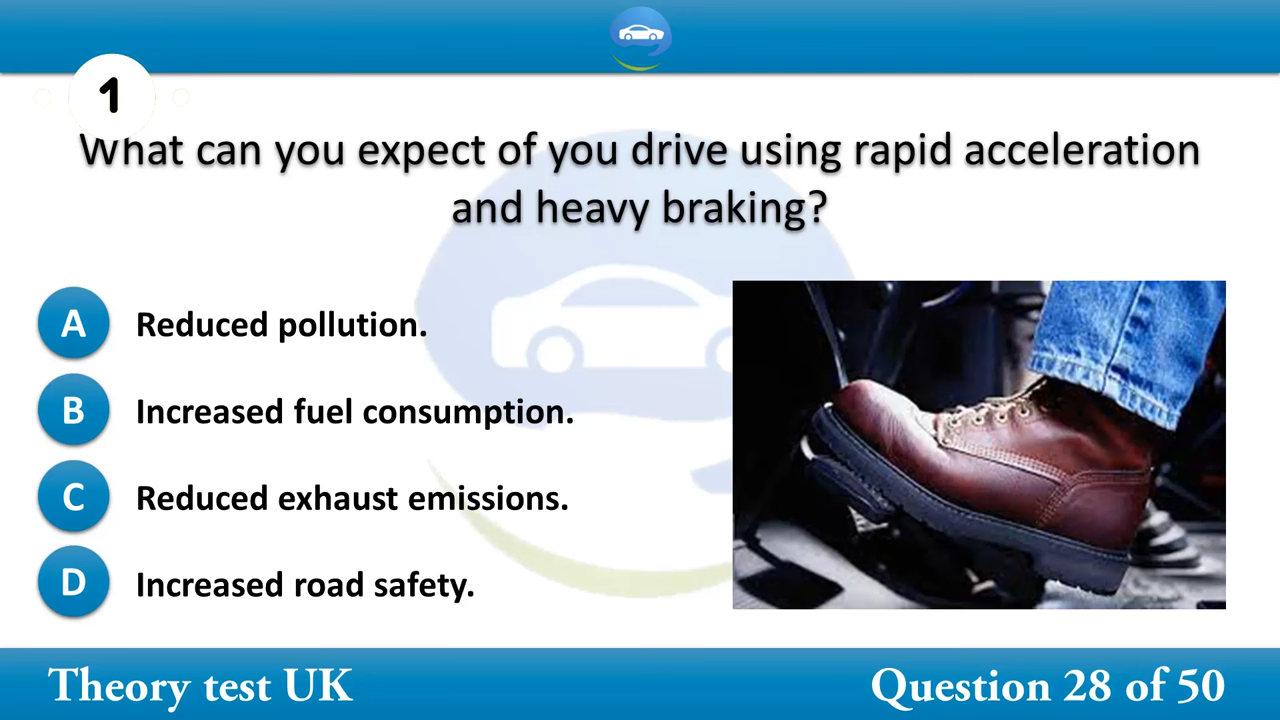 1
What can you expect of you drive using rapid acceleration
and heavy braking?
A Reduced pollution.
B Increased fuel consumption.
C Reduced exhaust emissions.
D Increased road safety.
Theory test UK
Question 28 of 50